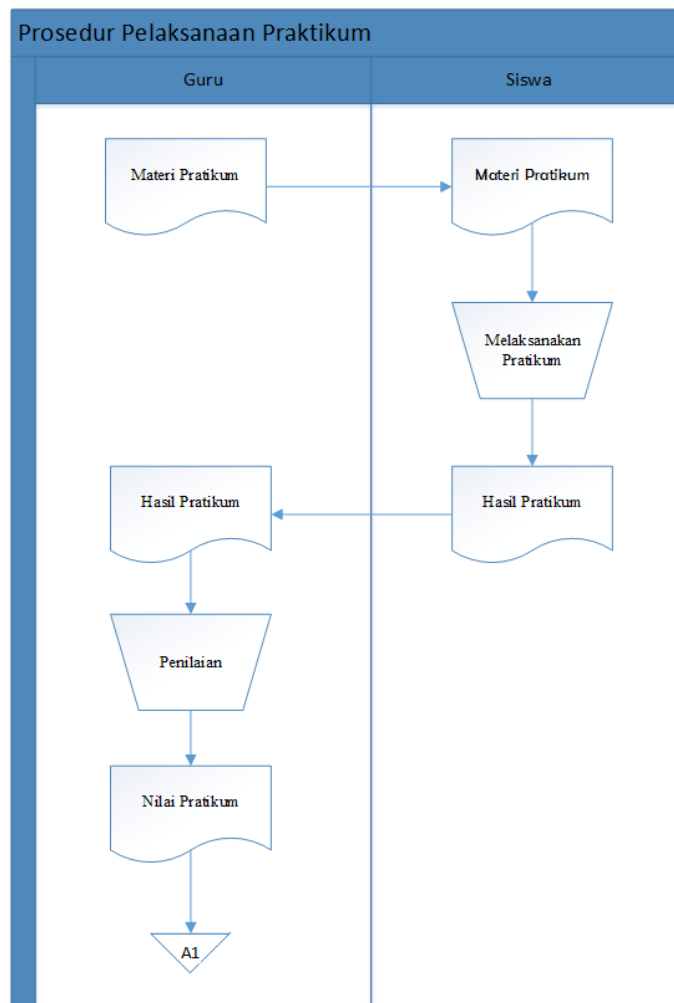 Prosedur Pelaksanaan Praktikum
Guru
Siswa
Materi Pratikum
Materi Pratikum
Melaksanakan
Pratikum
Hasil Pratikum
Hasil Pratikum
Penilaian
Nilai Pratikum
A1